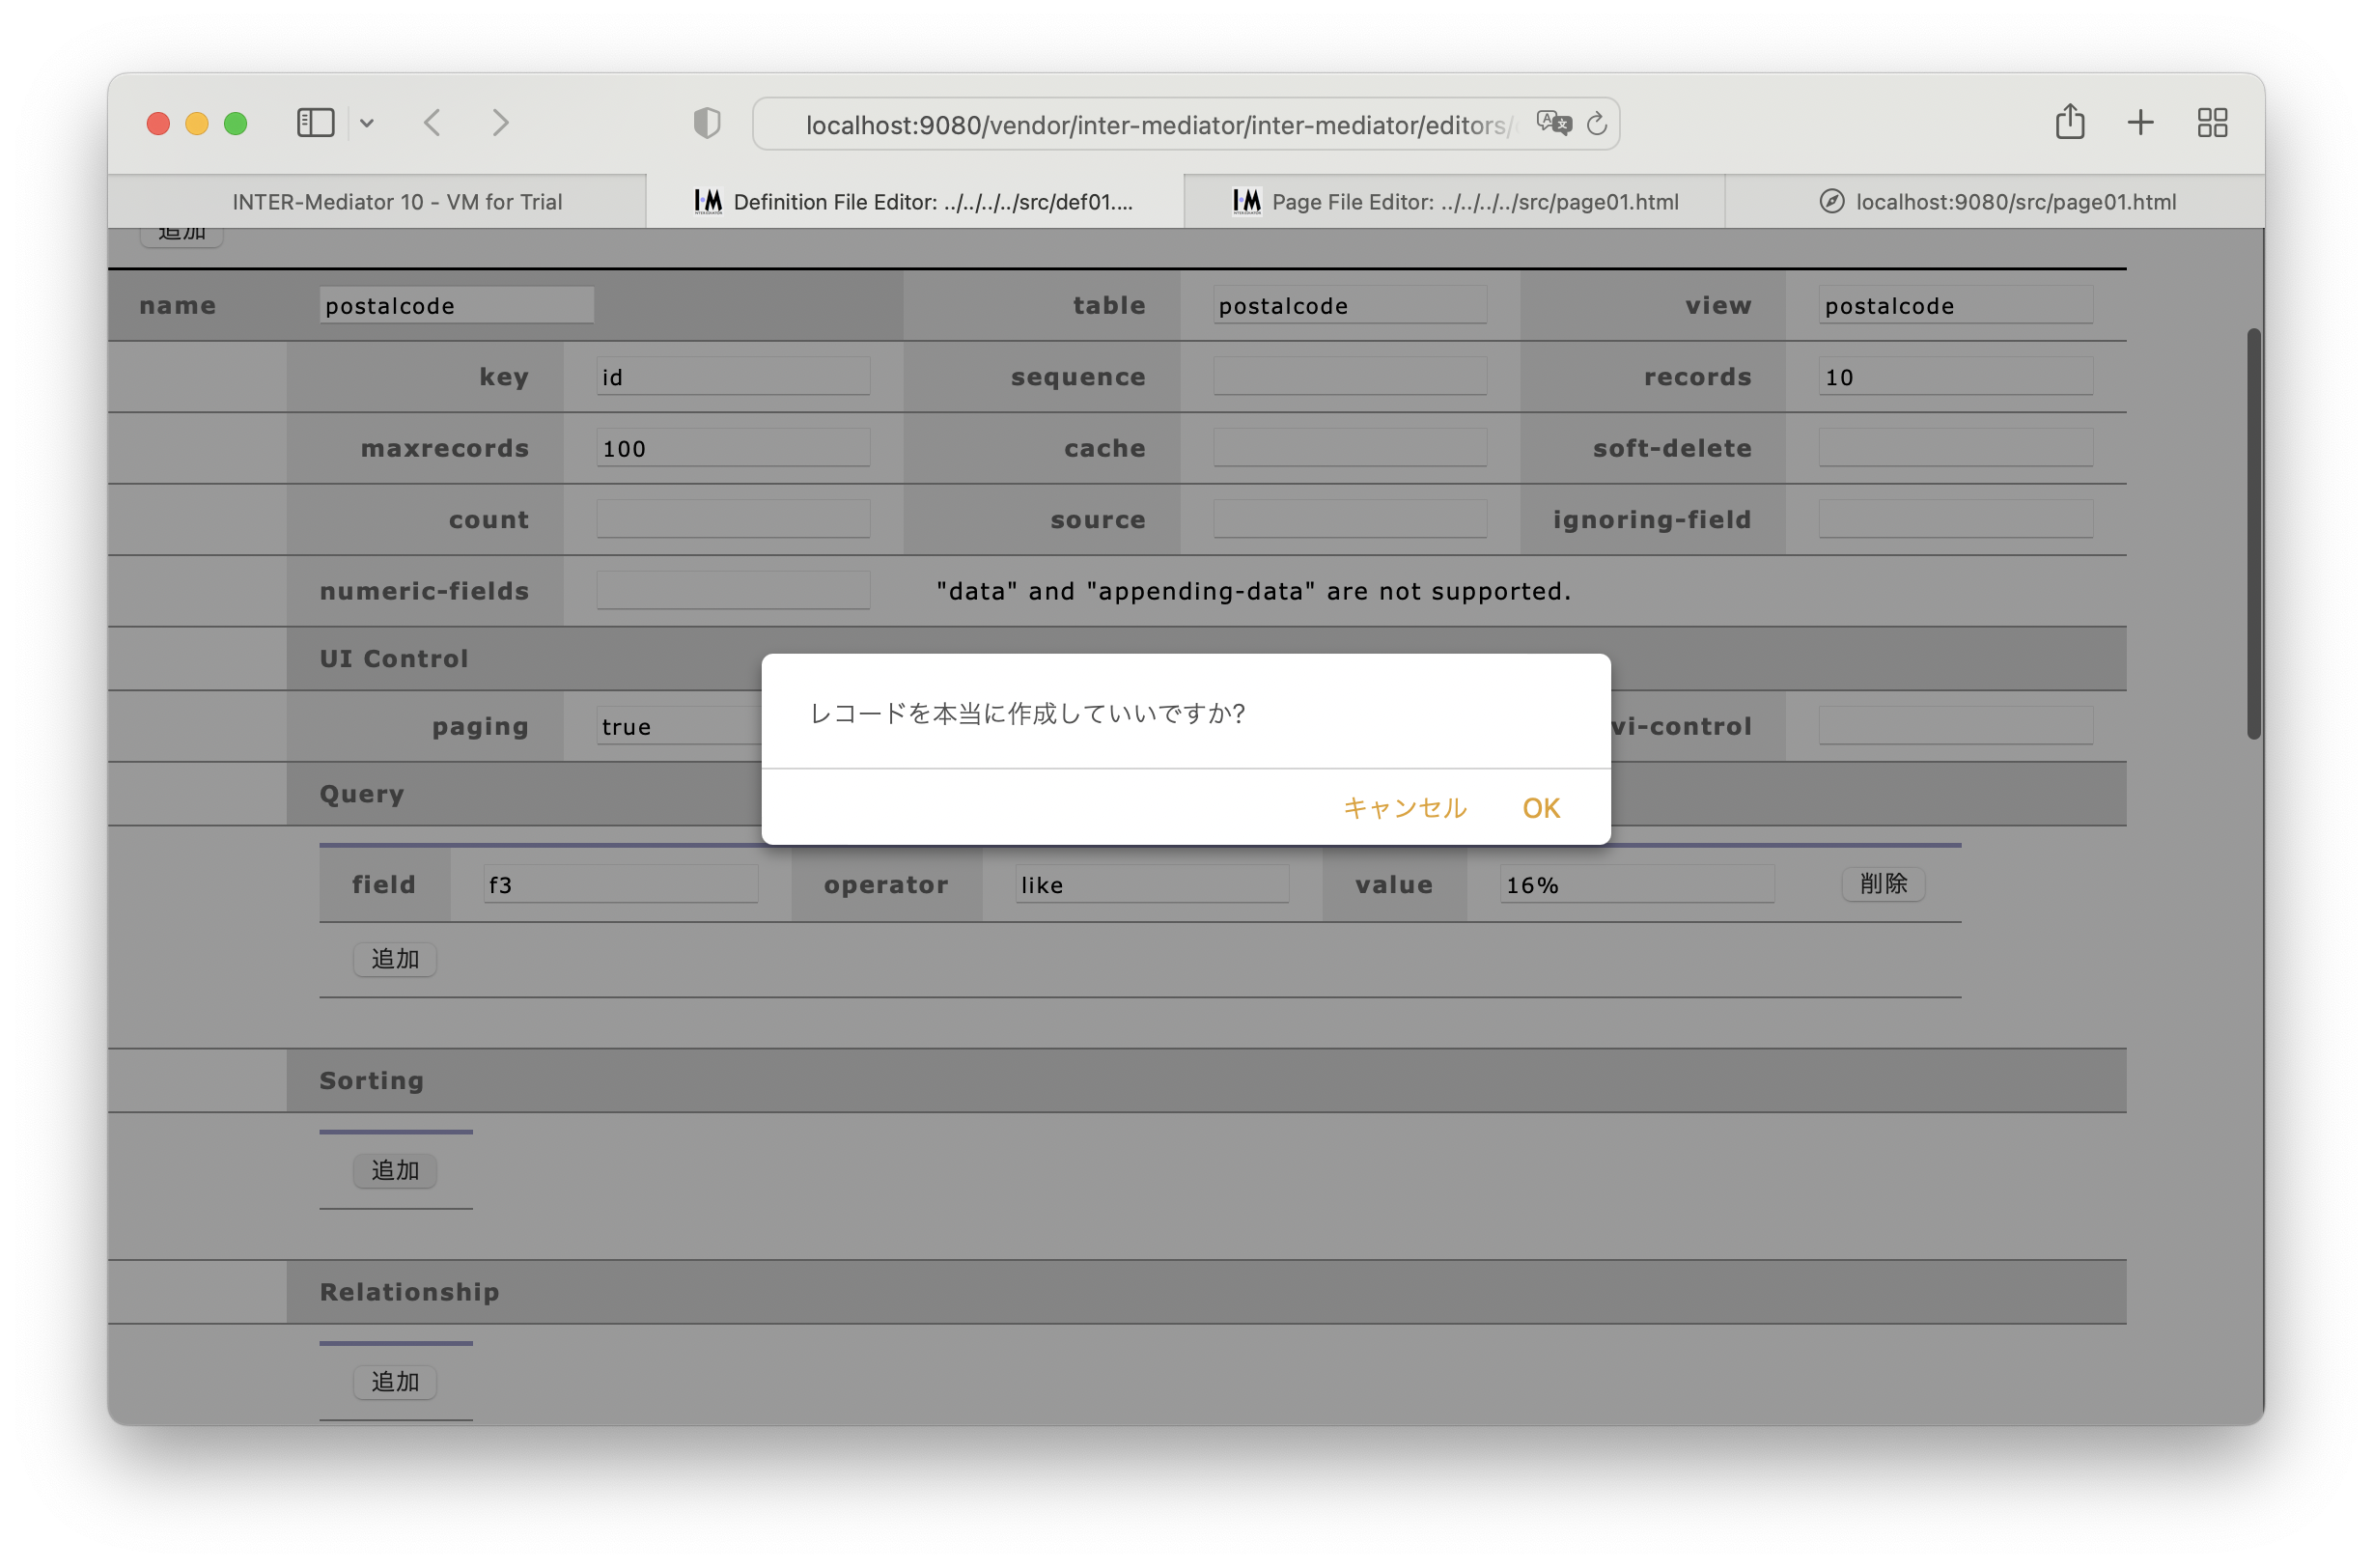 localhost:9080/vendor/inter-mediator/inter-mediator/editors/
INTER-Mediator 10 - VM for Trial
Definition File Editor: ../../../../src/def01....
Page File Editor: ../../../../src/page01.html
localhost:9080/src/page01.html
追加
name postalcode table postalcode view postalcode
key id sequence records 10
maxrecords 100 cache soft-delete
count source ignoring-field
numeric-fields "data" and "appending-data" are not supported.
UI Control
paging true vi-control
レコードを本当に作成していいですか?
キャンセル OK
Query
field f3 operator like value 16% 削除
追加
Sorting
追加
Relationship
追加